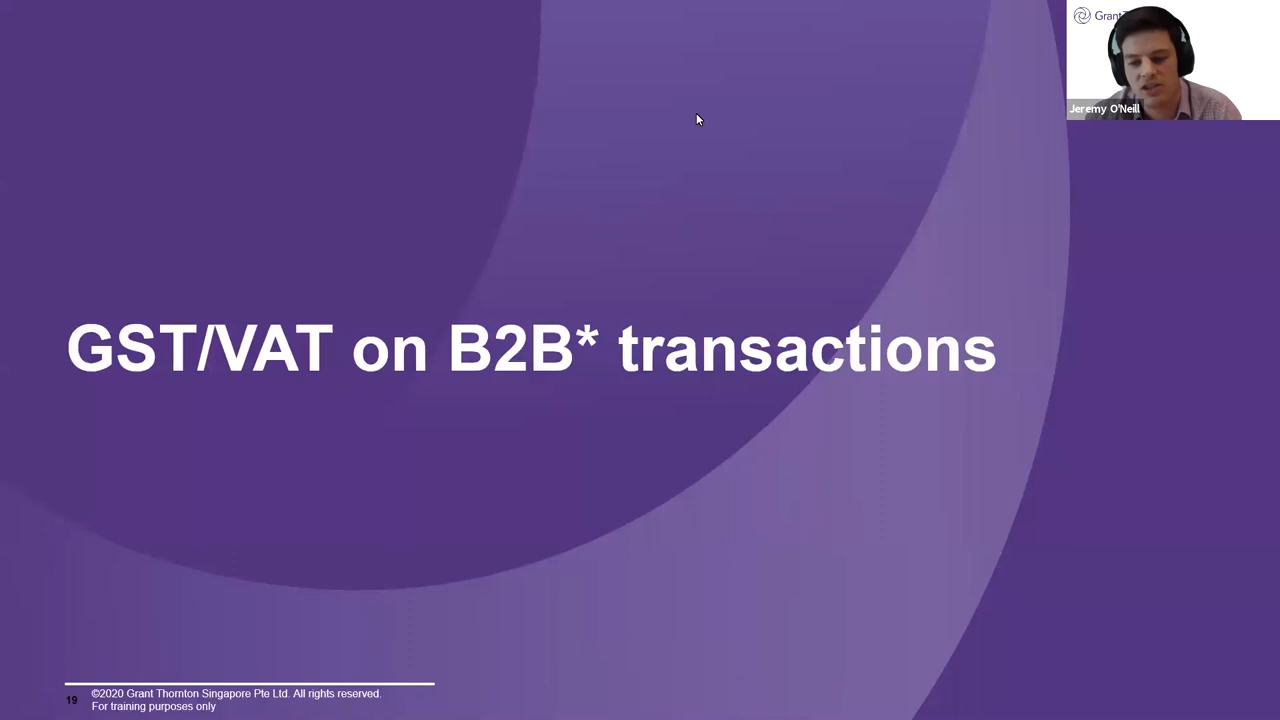 Grant
Jeremy O'Neill
GST/VAT on B2B* transactions
19
©2020 Grant Thornton Singapore Pte Ltd. All rights reserved.
For training purposes only